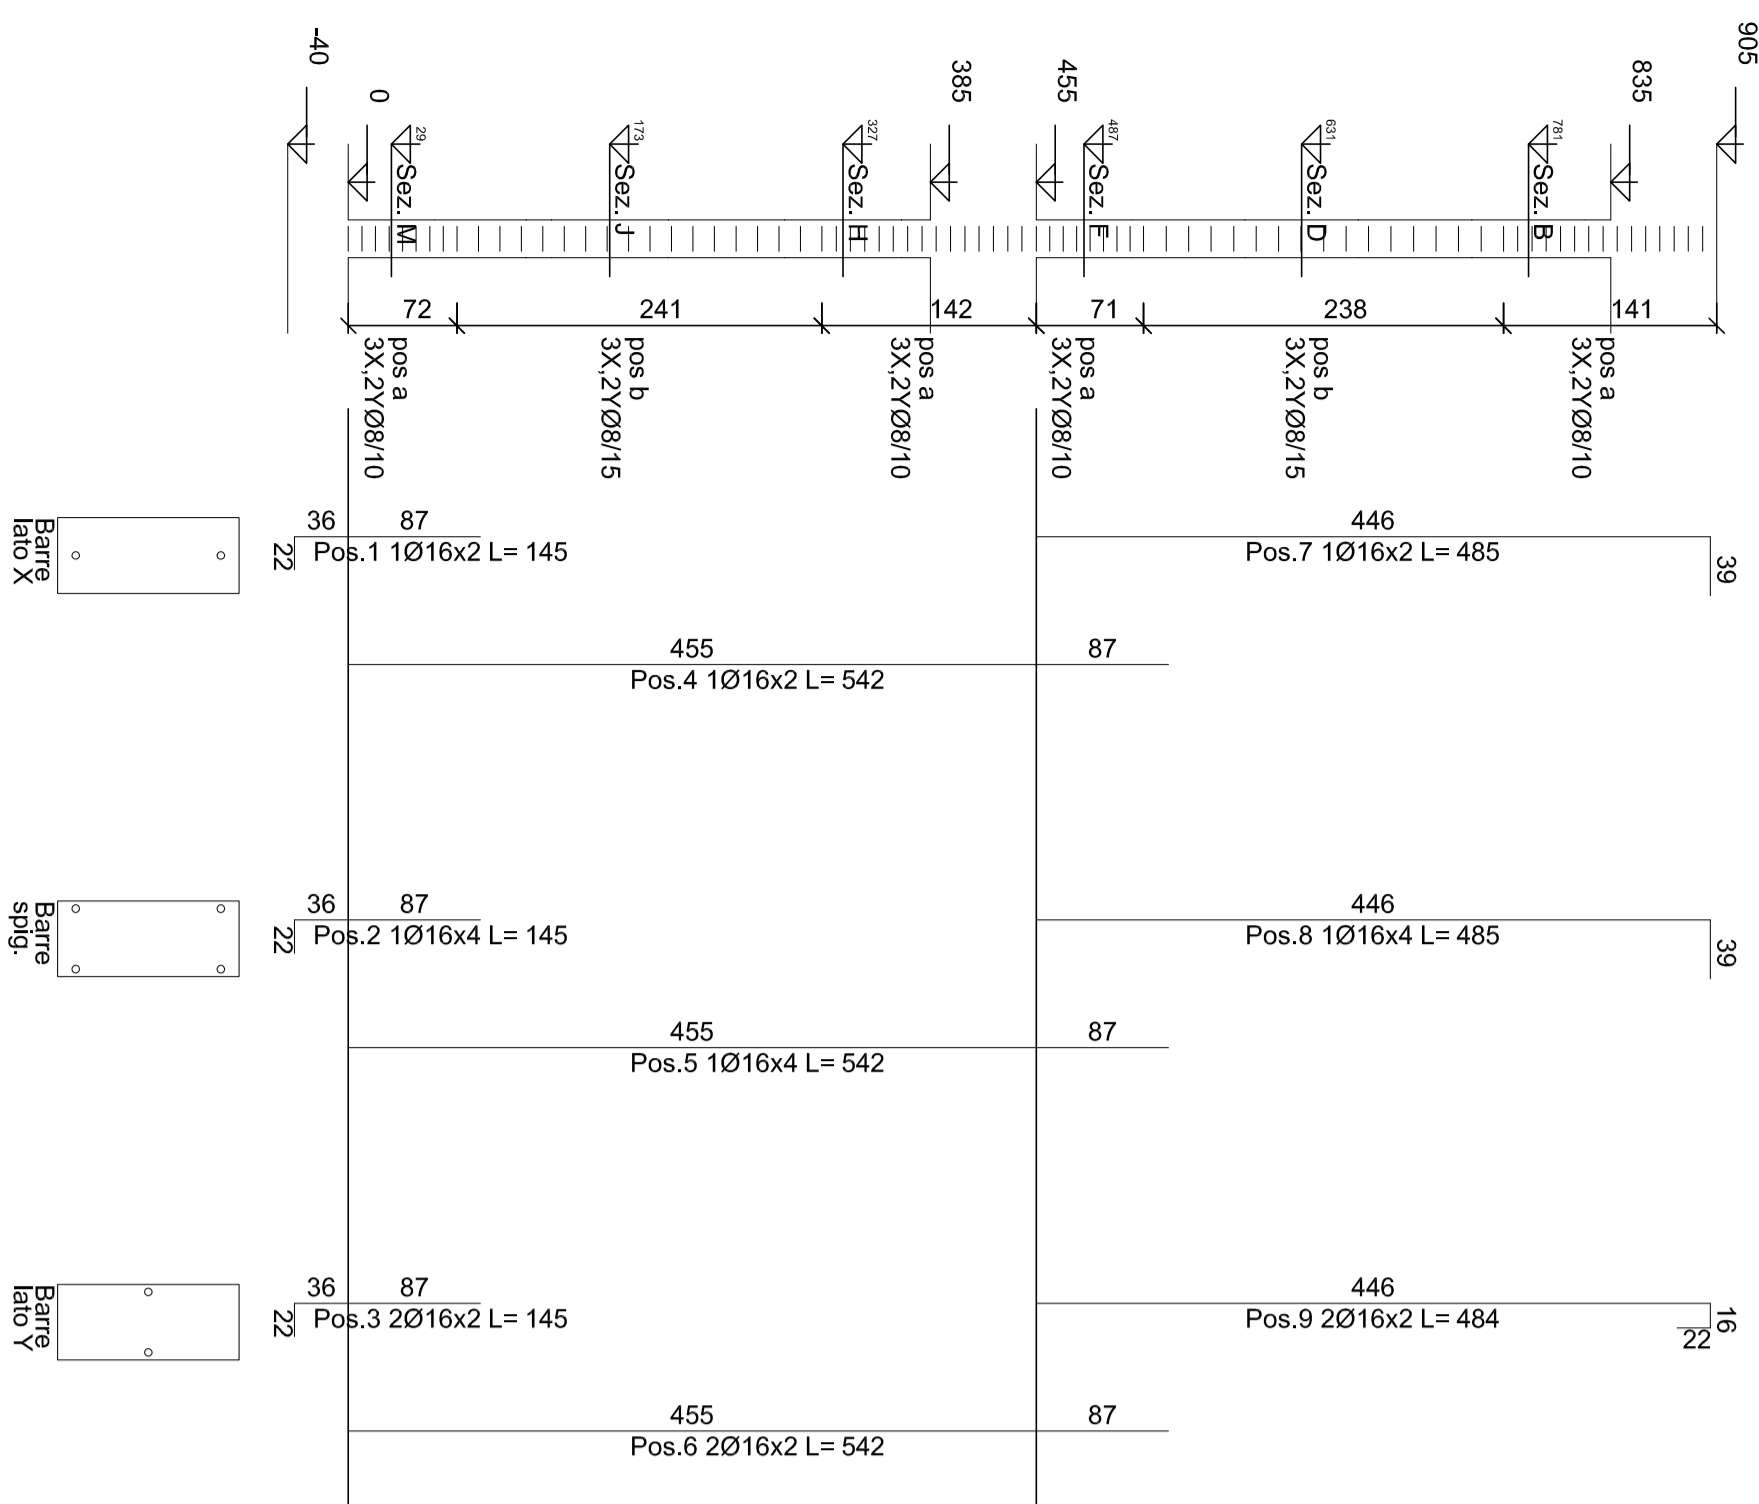 -40
0
385
455
835
905
29
173
327
487
631
781
Sez. M
Sez. J
Sez. H
Sez. F
Sez. D
Sez. B
72
241
142
71
238
141
pos a
3X,2YØ8/10
pos b
3X,2YØ8/15
pos a
3X,2YØ8/10
pos a
3X,2YØ8/10
pos b
3X,2YØ8/15
pos a
3X,2YØ8/10
Barre
lato X
36
87
22
Pos.1 1Ø16x2 L= 145
446
39
Pos.7 1Ø16x2 L= 485
455
87
Pos.4 1Ø16x2 L= 542
Barre
spig.
36
87
22
Pos.2 1Ø16x4 L= 145
446
39
Pos.8 1Ø16x4 L= 485
455
87
Pos.5 1Ø16x4 L= 542
Barre
lato Y
36
87
22
Pos.3 2Ø16x2 L= 145
446
16
22
Pos.9 2Ø16x2 L= 484
455
87
Pos.6 2Ø16x2 L= 542